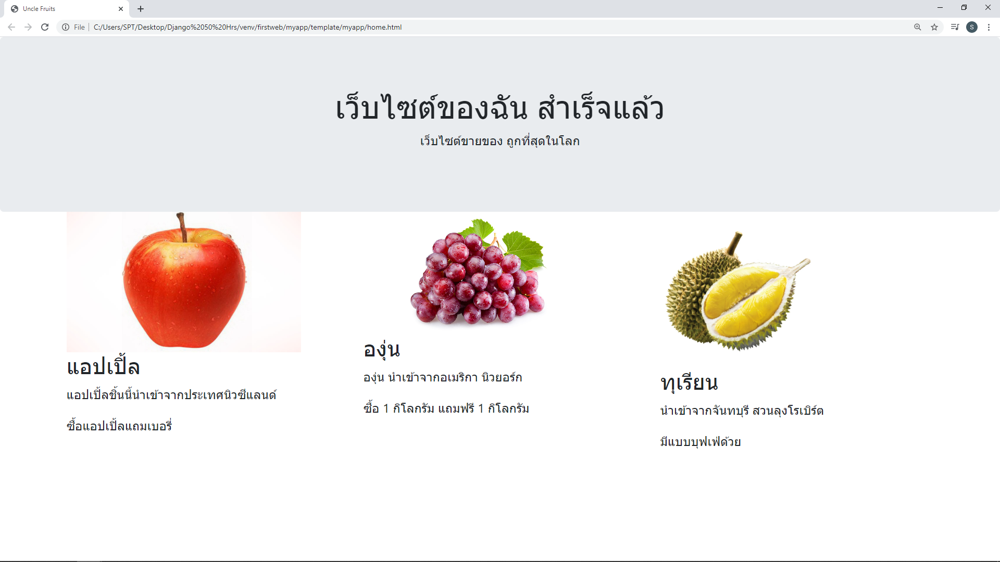 Uncle Fruits
File
C:/Users/SPT/Desktop/Django%2050%20Hrs/venv/firstweb/myapp/template/myapp/home.html
S
เว็บไซต์ของฉัน สำเร็จแล้ว
เว็บไซต์ขายของ ถูกที่สุดในโลก
แอปเปิ้ล
แอปเปิ้ลชิ้นนี้นำเข้าจากประเทศนิวซีแลนด์
ซื้อแอปเปิ้ลแถมเบอรี่
องุ่น
องุ่น นำเข้าจากอเมริกา นิวยอร์ก
ซื้อ 1 กิโลกรัม แถมฟรี 1 กิโลกรัม
ทุเรียน
นำเข้าจากจันทบุรี สวนลุงโรเบิร์ต
มีแบบบุฟเฟ่ด้วย